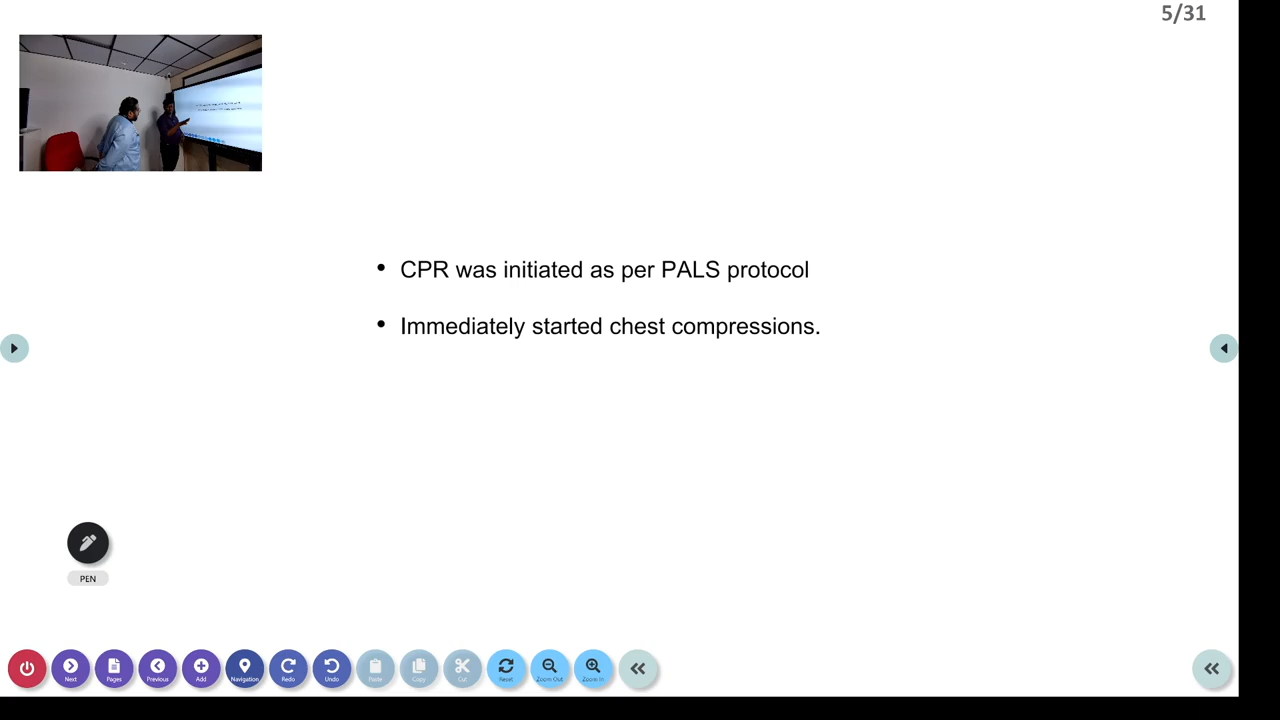 5/31
• CPR was initiated as per PALS protocol
• Immediately started chest compressions.
PEN
Next Pages Previous Add Navigation Redo Undo Paste Copy Cut Reset Zoom Out Zoom In